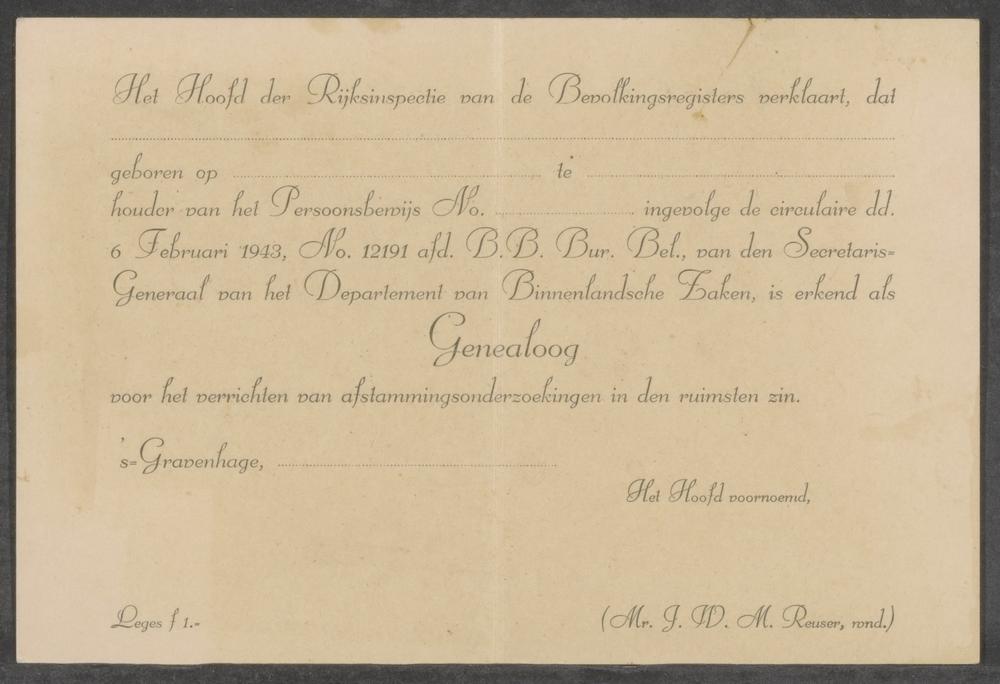 Het Hoofd der Rijksinspectie van de Bevolkingsregisters verklaart, dat
geboren op te
houder van het Persoonsbewijs No. ingevolge de circulaire dd.
6 Februari 1943, No. 12191 afd. B. B. Bur. Bel., van den Secretaris=
Generaal van het Departement van Binnenlandsche Zaken, is erkend als
Genealoog
voor het verrichten van afstammingsonderzoekingen in den ruimsten zin.
's=Gravenhage,
Het Hoofd voornoemd,
Leges f 1.-
(Mr. J. W. M. Reuser, wnd.)